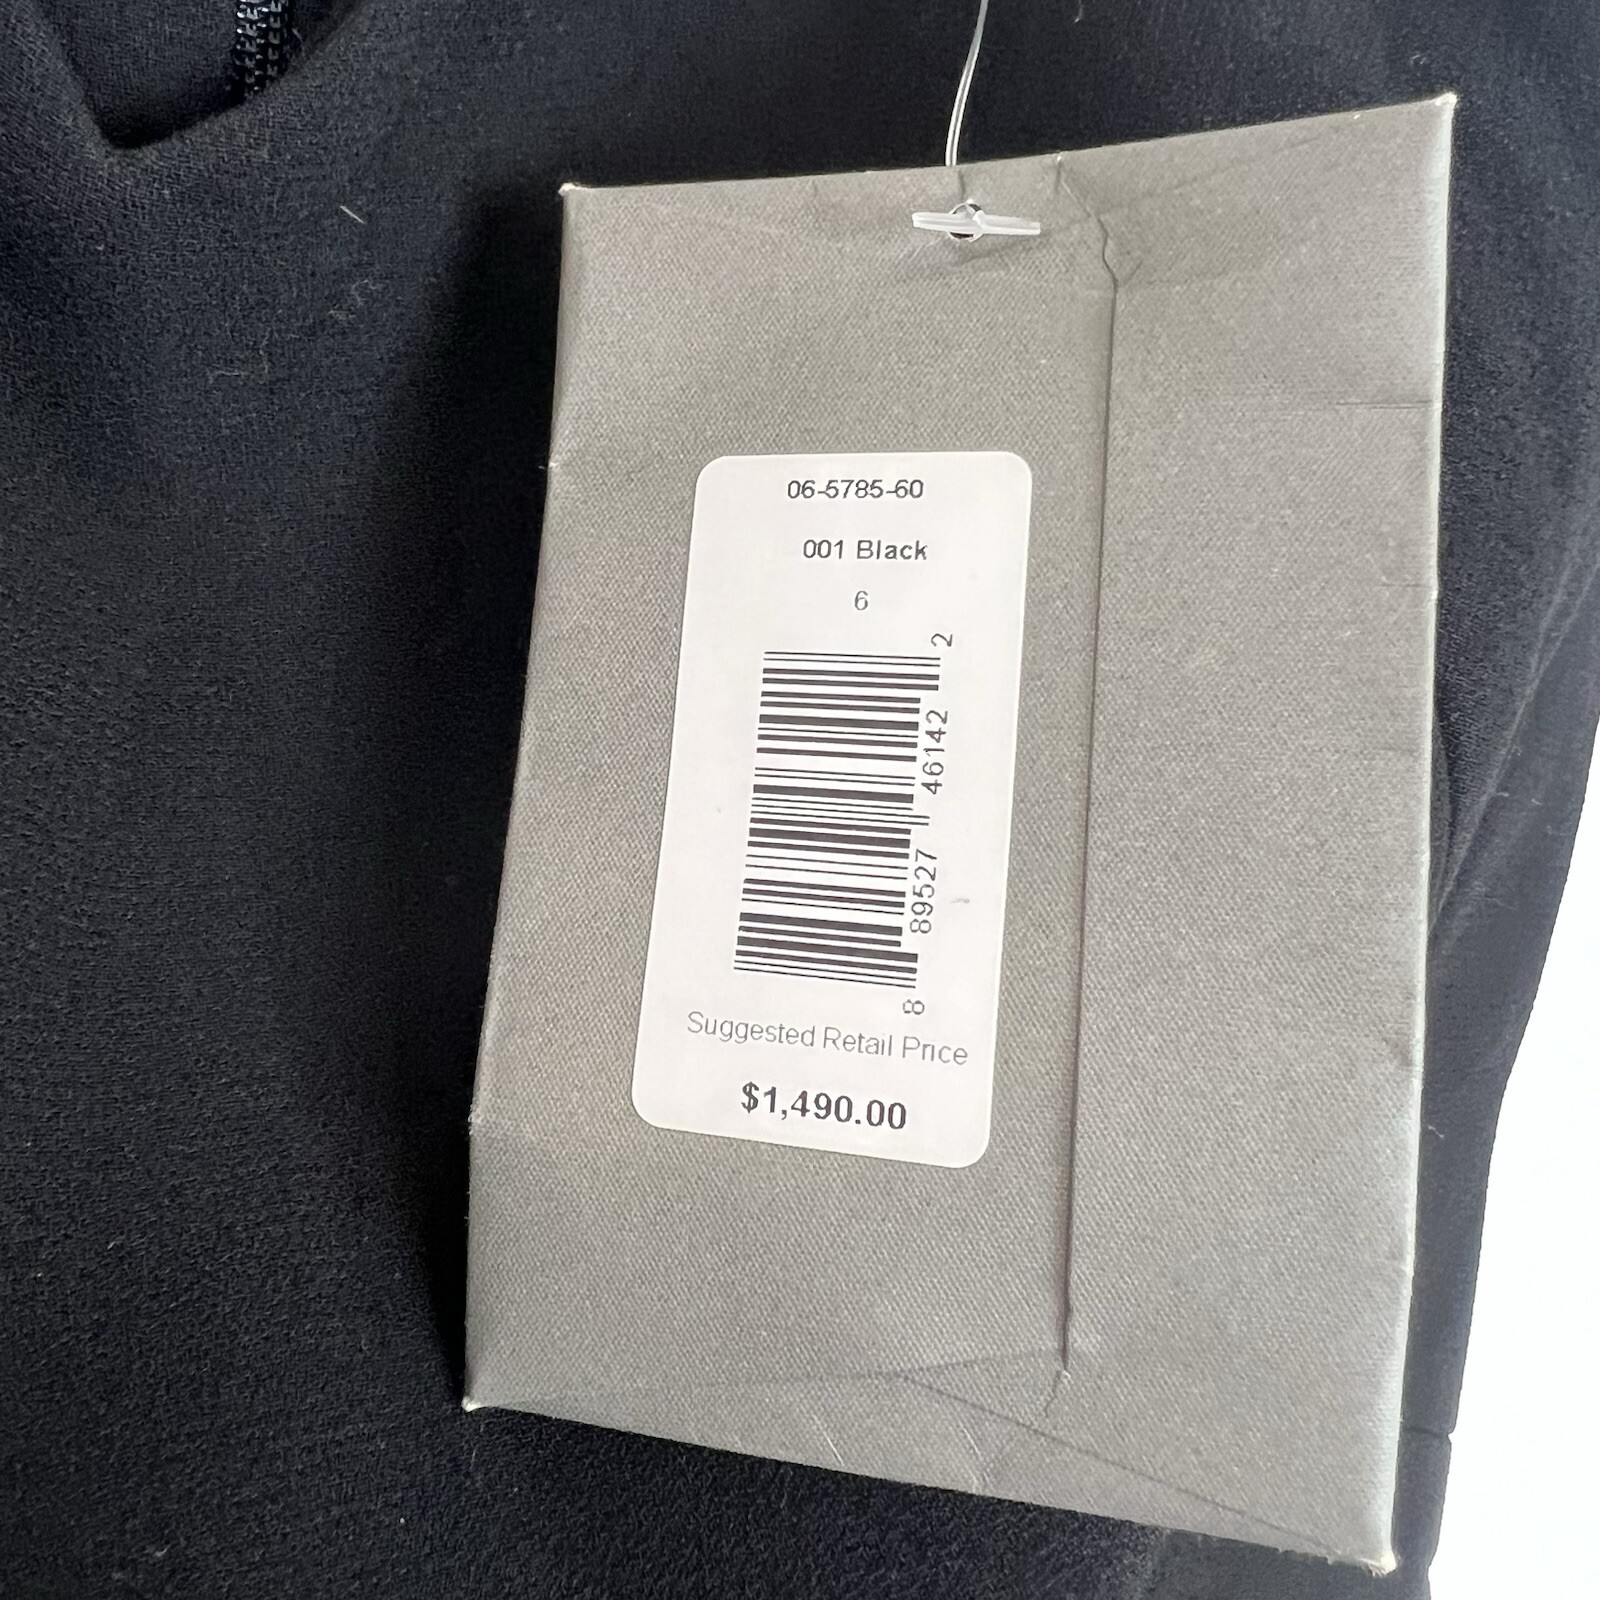 06-5785-60
001 Black
6
8 89527 46142 2
Suggested Retail Price
$1,490.00